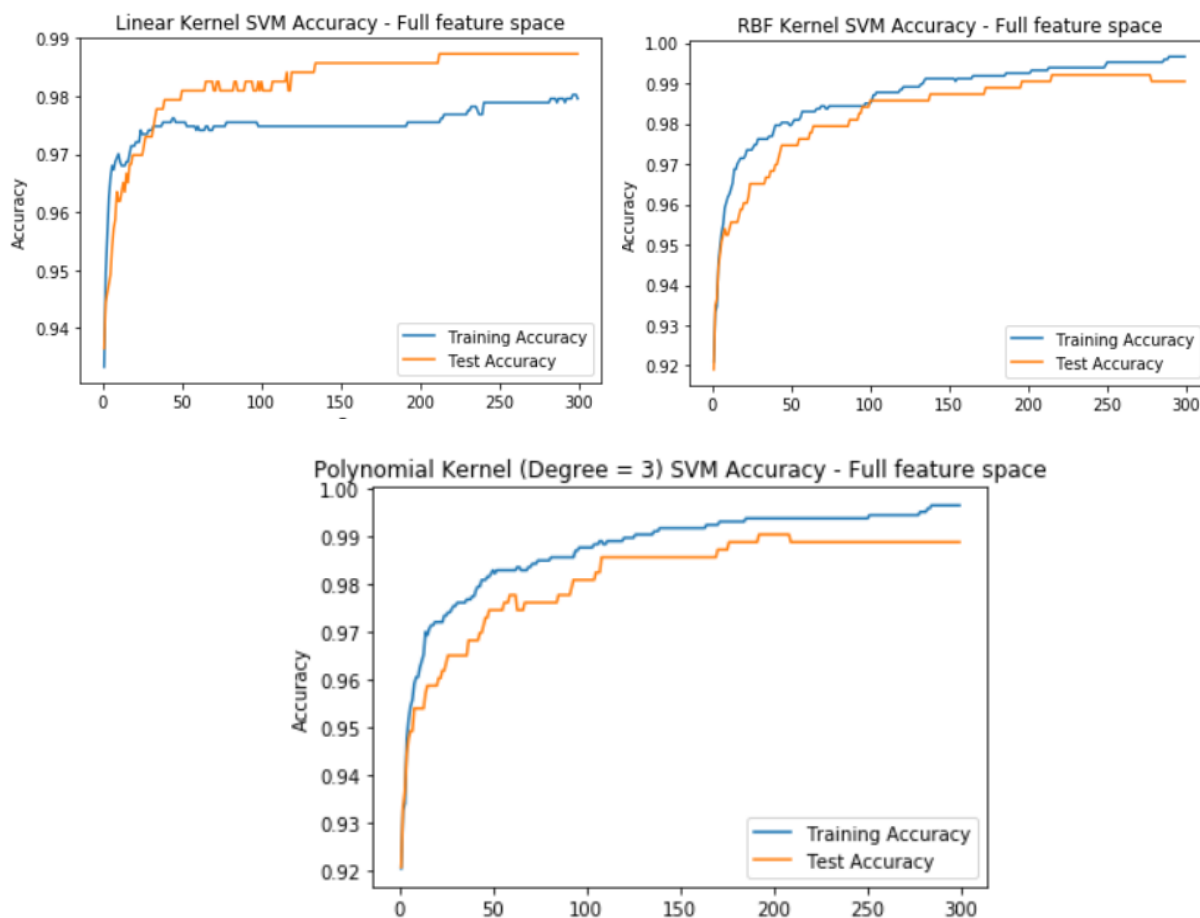 Linear Kernel SVM Accuracy - Full feature space
0.99
0.98
0.97
0.96
0.95
0.94
Accuracy
Training Accuracy
Test Accuracy
0 50 100 150 200 250 300
RBF Kernel SVM Accuracy - Full feature space
1.00
0.99
0.98
0.97
0.96
0.95
0.94
0.93
0.92
Accuracy
Training Accuracy
Test Accuracy
0 50 100 150 200 250 300
Polynomial Kernel (Degree = 3) SVM Accuracy - Full feature space
1.00
0.99
0.98
0.97
0.96
0.95
0.94
0.93
0.92
Accuracy
Training Accuracy
Test Accuracy
0 50 100 150 200 250 300